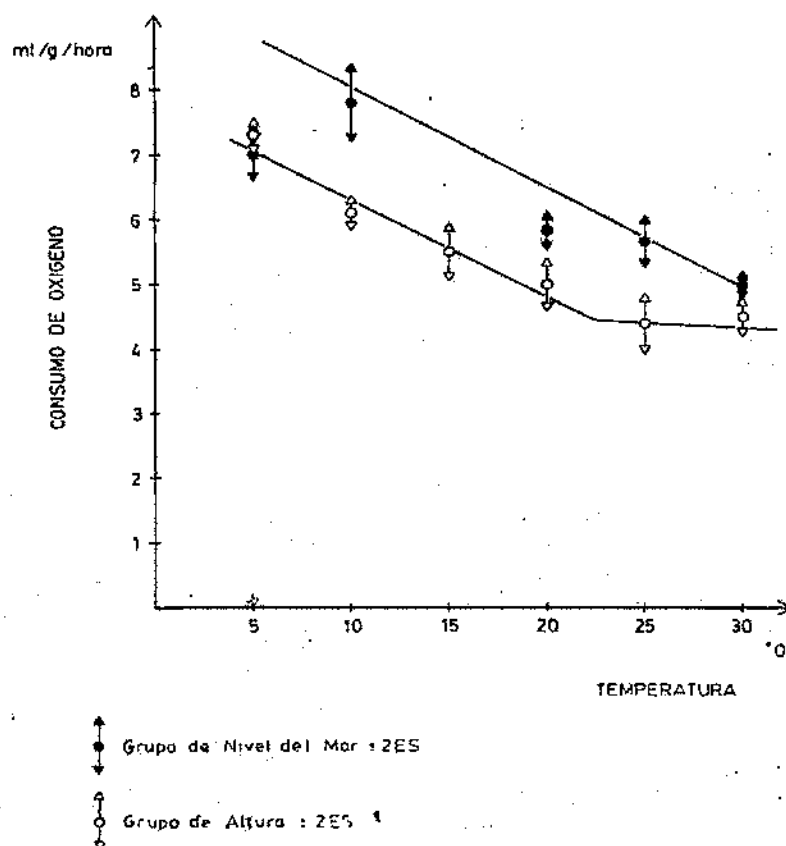 ml/g/hora
8
7
6
5
4
3
2
1
CONSUMO DE OXIGENO
5 10 15 20 25 30
TEMPERATURA
Grupo de Nivel del Mar ± 2ES
Grupo de Altura ± 2ES